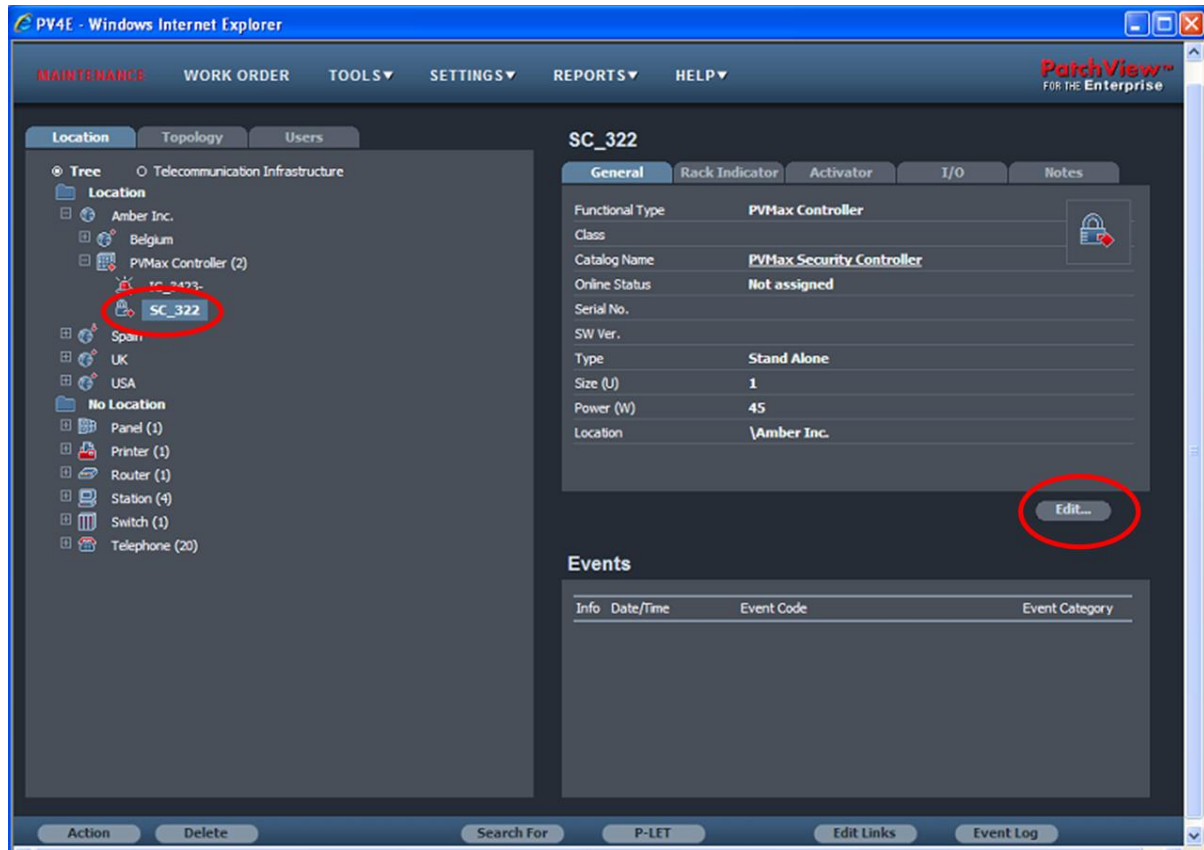 PV4E - Windows Internet Explorer
MAINTENANCE WORK ORDER TOOLS▼ SETTINGS▼ REPORTS▼ HELP▼
PatchView™
FOR THE Enterprise
Location Topology Users
Tree Telecommunication Infrastructure
Location
Amber Inc.
Belgium
PVMax Controller (2)
SC_322
Spain
UK
USA
No Location
Panel (1)
Printer (1)
Router (1)
Station (4)
Switch (1)
Telephone (20)
SC_322
General Rack Indicator Activator I/O Notes
Functional Type PVMax Controller
Class
Catalog Name PVMax Security Controller
Online Status Not assigned
Serial No.
SW Ver.
Type Stand Alone
Size (U) 1
Power (W) 45
Location \Amber Inc.
Edit...
Events
Info Date/Time Event Code Event Category
Action Delete Search For P-LET Edit Links Event Log